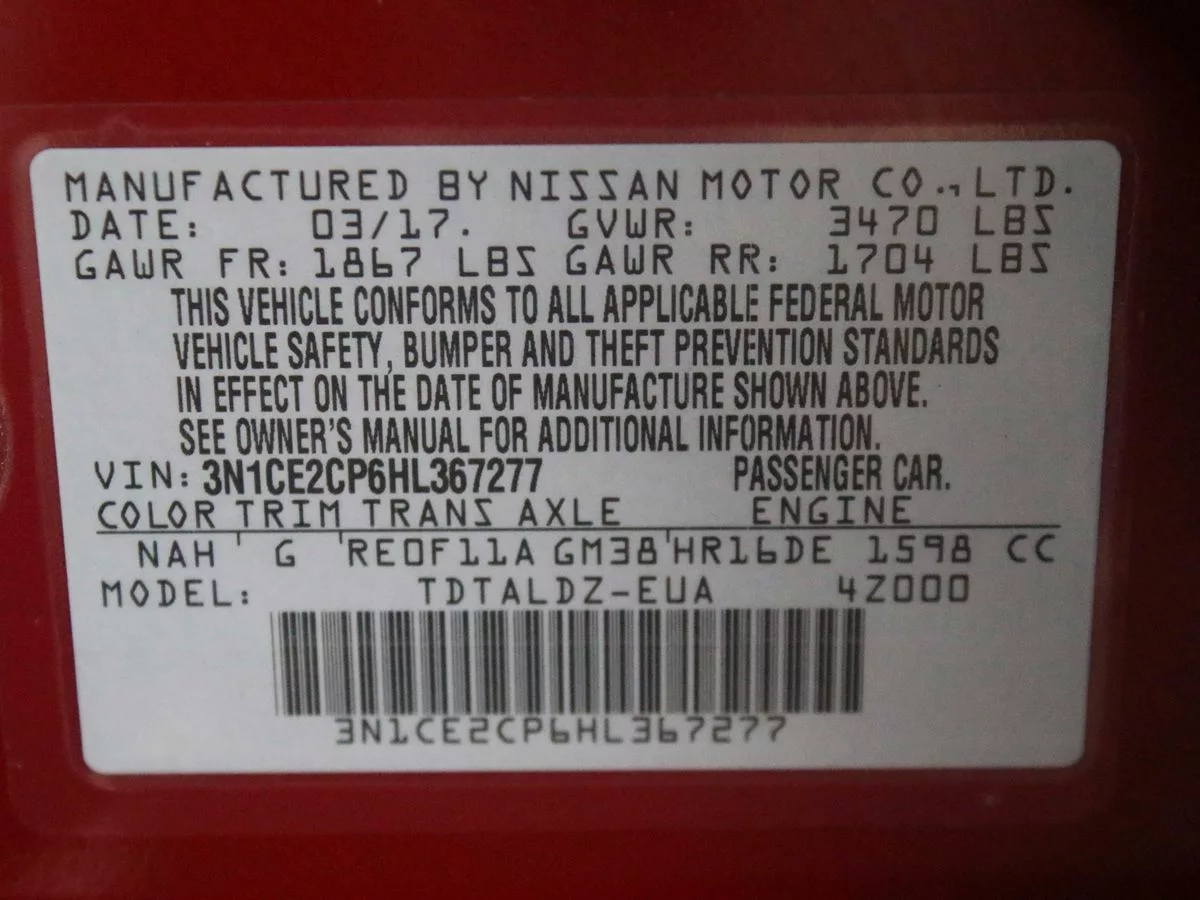 MANUFACTURED BY NISSAN MOTOR CO., LTD.
DATE: 03/17. GVWR: 3470 LBS
GAWR FR: 1867 LBS GAWR RR: 1704 LBS
THIS VEHICLE CONFORMS TO ALL APPLICABLE FEDERAL MOTOR
VEHICLE SAFETY, BUMPER AND THEFT PREVENTION STANDARDS
IN EFFECT ON THE DATE OF MANUFACTURE SHOWN ABOVE.
SEE OWNER'S MANUAL FOR ADDITIONAL INFORMATION.
VIN: 3N1CE2CP6HL367277 PASSENGER CAR.
COLOR TRIM TRANS AXLE ENGINE
NAH ' G 'RE0F11A GM38'HR16DE 1598 CC
MODEL: TDTALDZ-EUA 4Z000
3N1CE2CP6HL367277